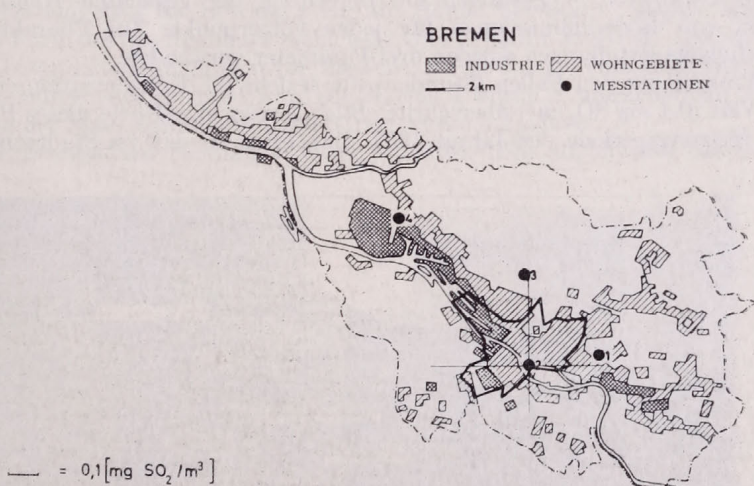 BREMEN
INDUSTRIE WOHNGEBIETE
2 km MESSTATIONEN
4
3
1
2
= 0,1 [mg SO₂/m³]